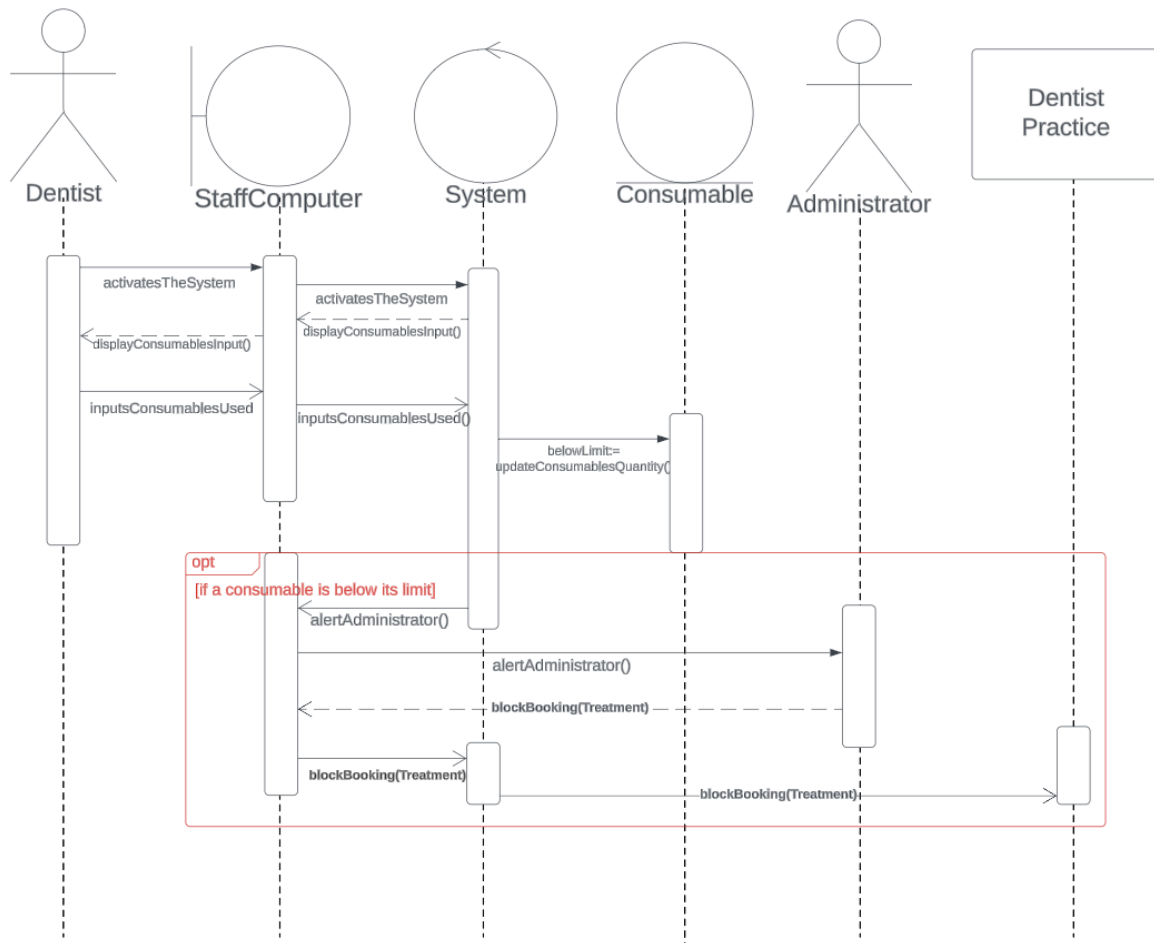 Dentist
StaffComputer
System
Consumable
Administrator
Dentist
Practice
activatesTheSystem
activatesTheSystem
displayConsumablesInput()
displayConsumablesInput()
inputsConsumablesUsed
inputsConsumablesUsed()
belowLimit:=
updateConsumablesQuantity()
opt
[if a consumable is below its limit]
alertAdministrator()
alertAdministrator()
blockBooking(Treatment)
blockBooking(Treatment)
blockBooking(Treatment)